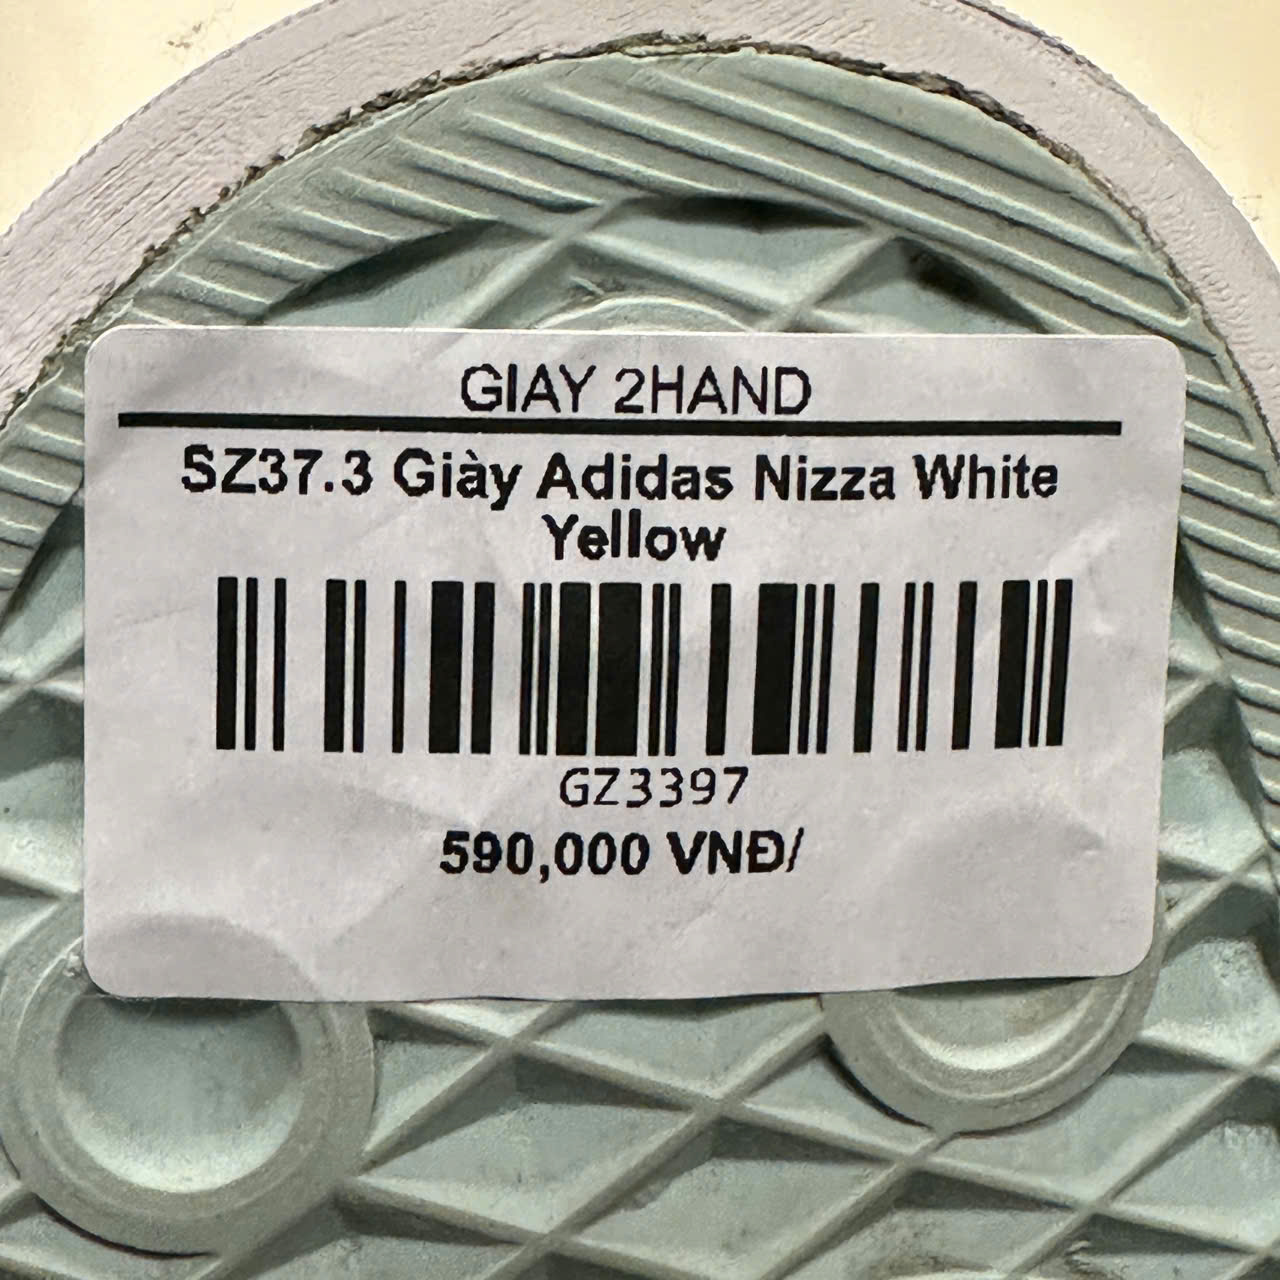 GIAY 2HAND
SZ37.3 Giày Adidas Nizza White
Yellow
GZ3397
590,000 VNĐ/